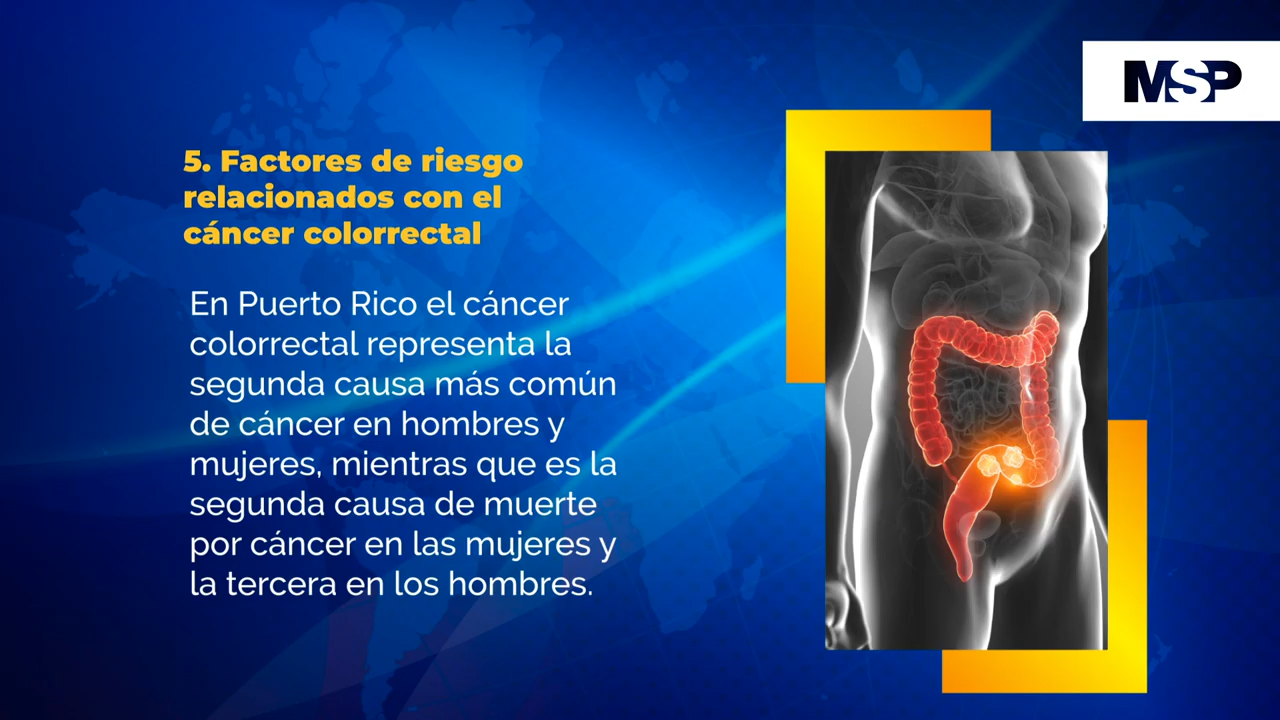 MSP
5. Factores de riesgo
relacionados con el
cáncer colorrectal
En Puerto Rico el cáncer
colorrectal representa la
segunda causa más común
de cáncer en hombres y
mujeres, mientras que es la
segunda causa de muerte
por cáncer en las mujeres y
la tercera en los hombres.